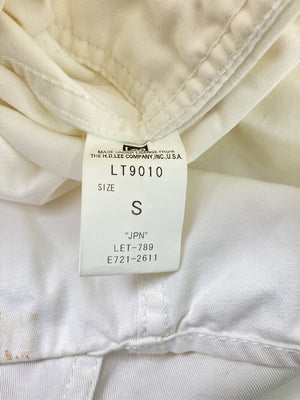 Lee
MADE UNDER LICENSE FROM
THE H.D.LEE COMPANY,INC.,U.S.A.
LT9010
SIZE
S
"JPN"
LET-789
E721-2611